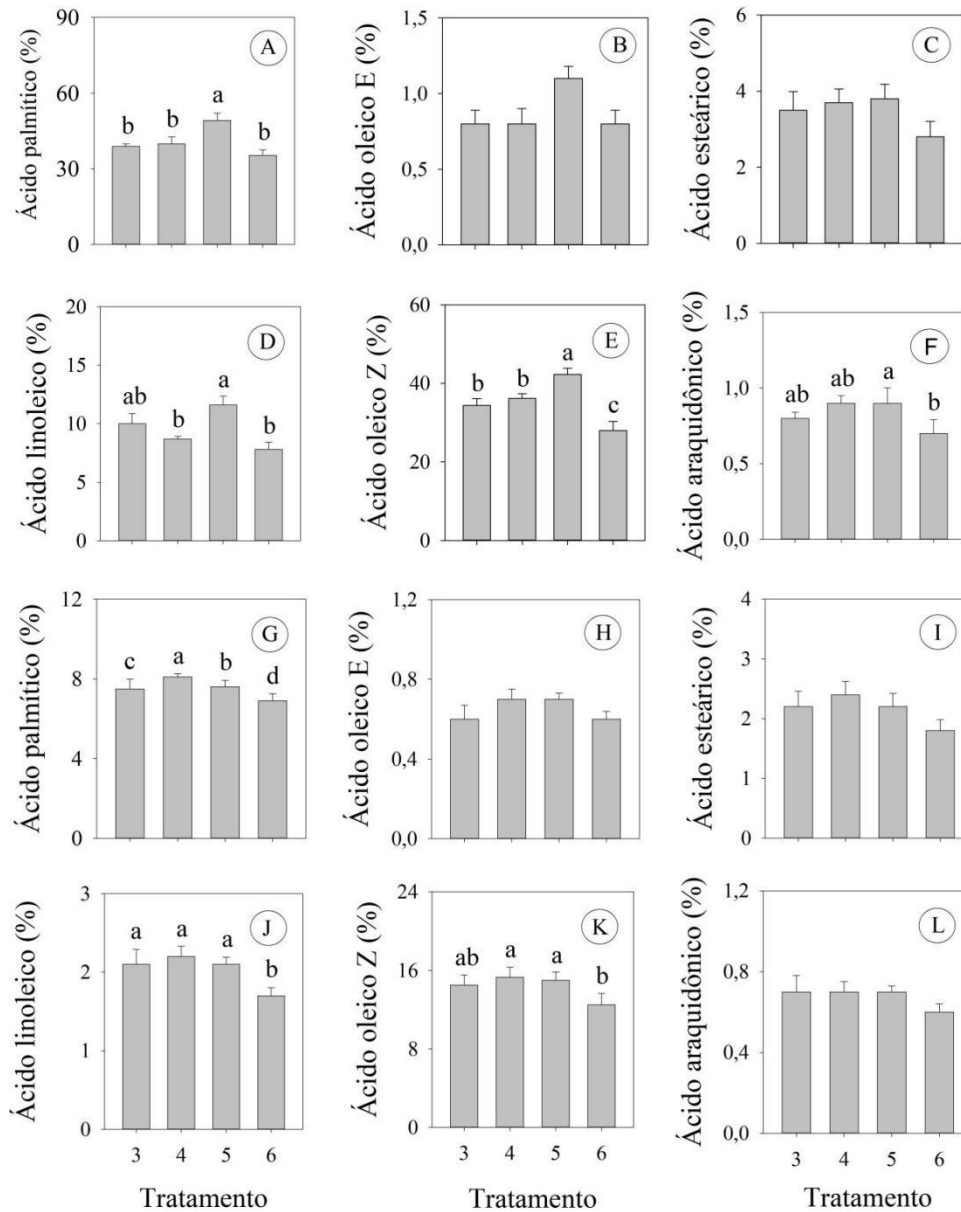 Ácido palmítico (%)
90
60
30
0
A
b b a b
Ácido oleico E (%)
1,5
1,0
0,5
0,0
B
Ácido esteárico (%)
6
4
2
0
C
Ácido linoleico (%)
20
15
10
5
0
D
ab b a b
Ácido oleico Z (%)
60
40
20
0
E
b b a c
Ácido araquidônico (%)
1,5
1,0
0,5
0,0
F
ab ab a b
Ácido palmítico (%)
12
8
4
0
G
c a b d
Ácido oleico E (%)
1,2
0,8
0,4
0,0
H
Ácido esteárico (%)
4
3
2
1
0
I
Ácido linoleico (%)
3
2
1
0
J
a a a b
3 4 5 6
Tratamento
Ácido oleico Z (%)
24
16
8
0
K
ab a a b
3 4 5 6
Tratamento
Ácido araquidônico (%)
1,2
0,8
0,4
0,0
L
3 4 5 6
Tratamento